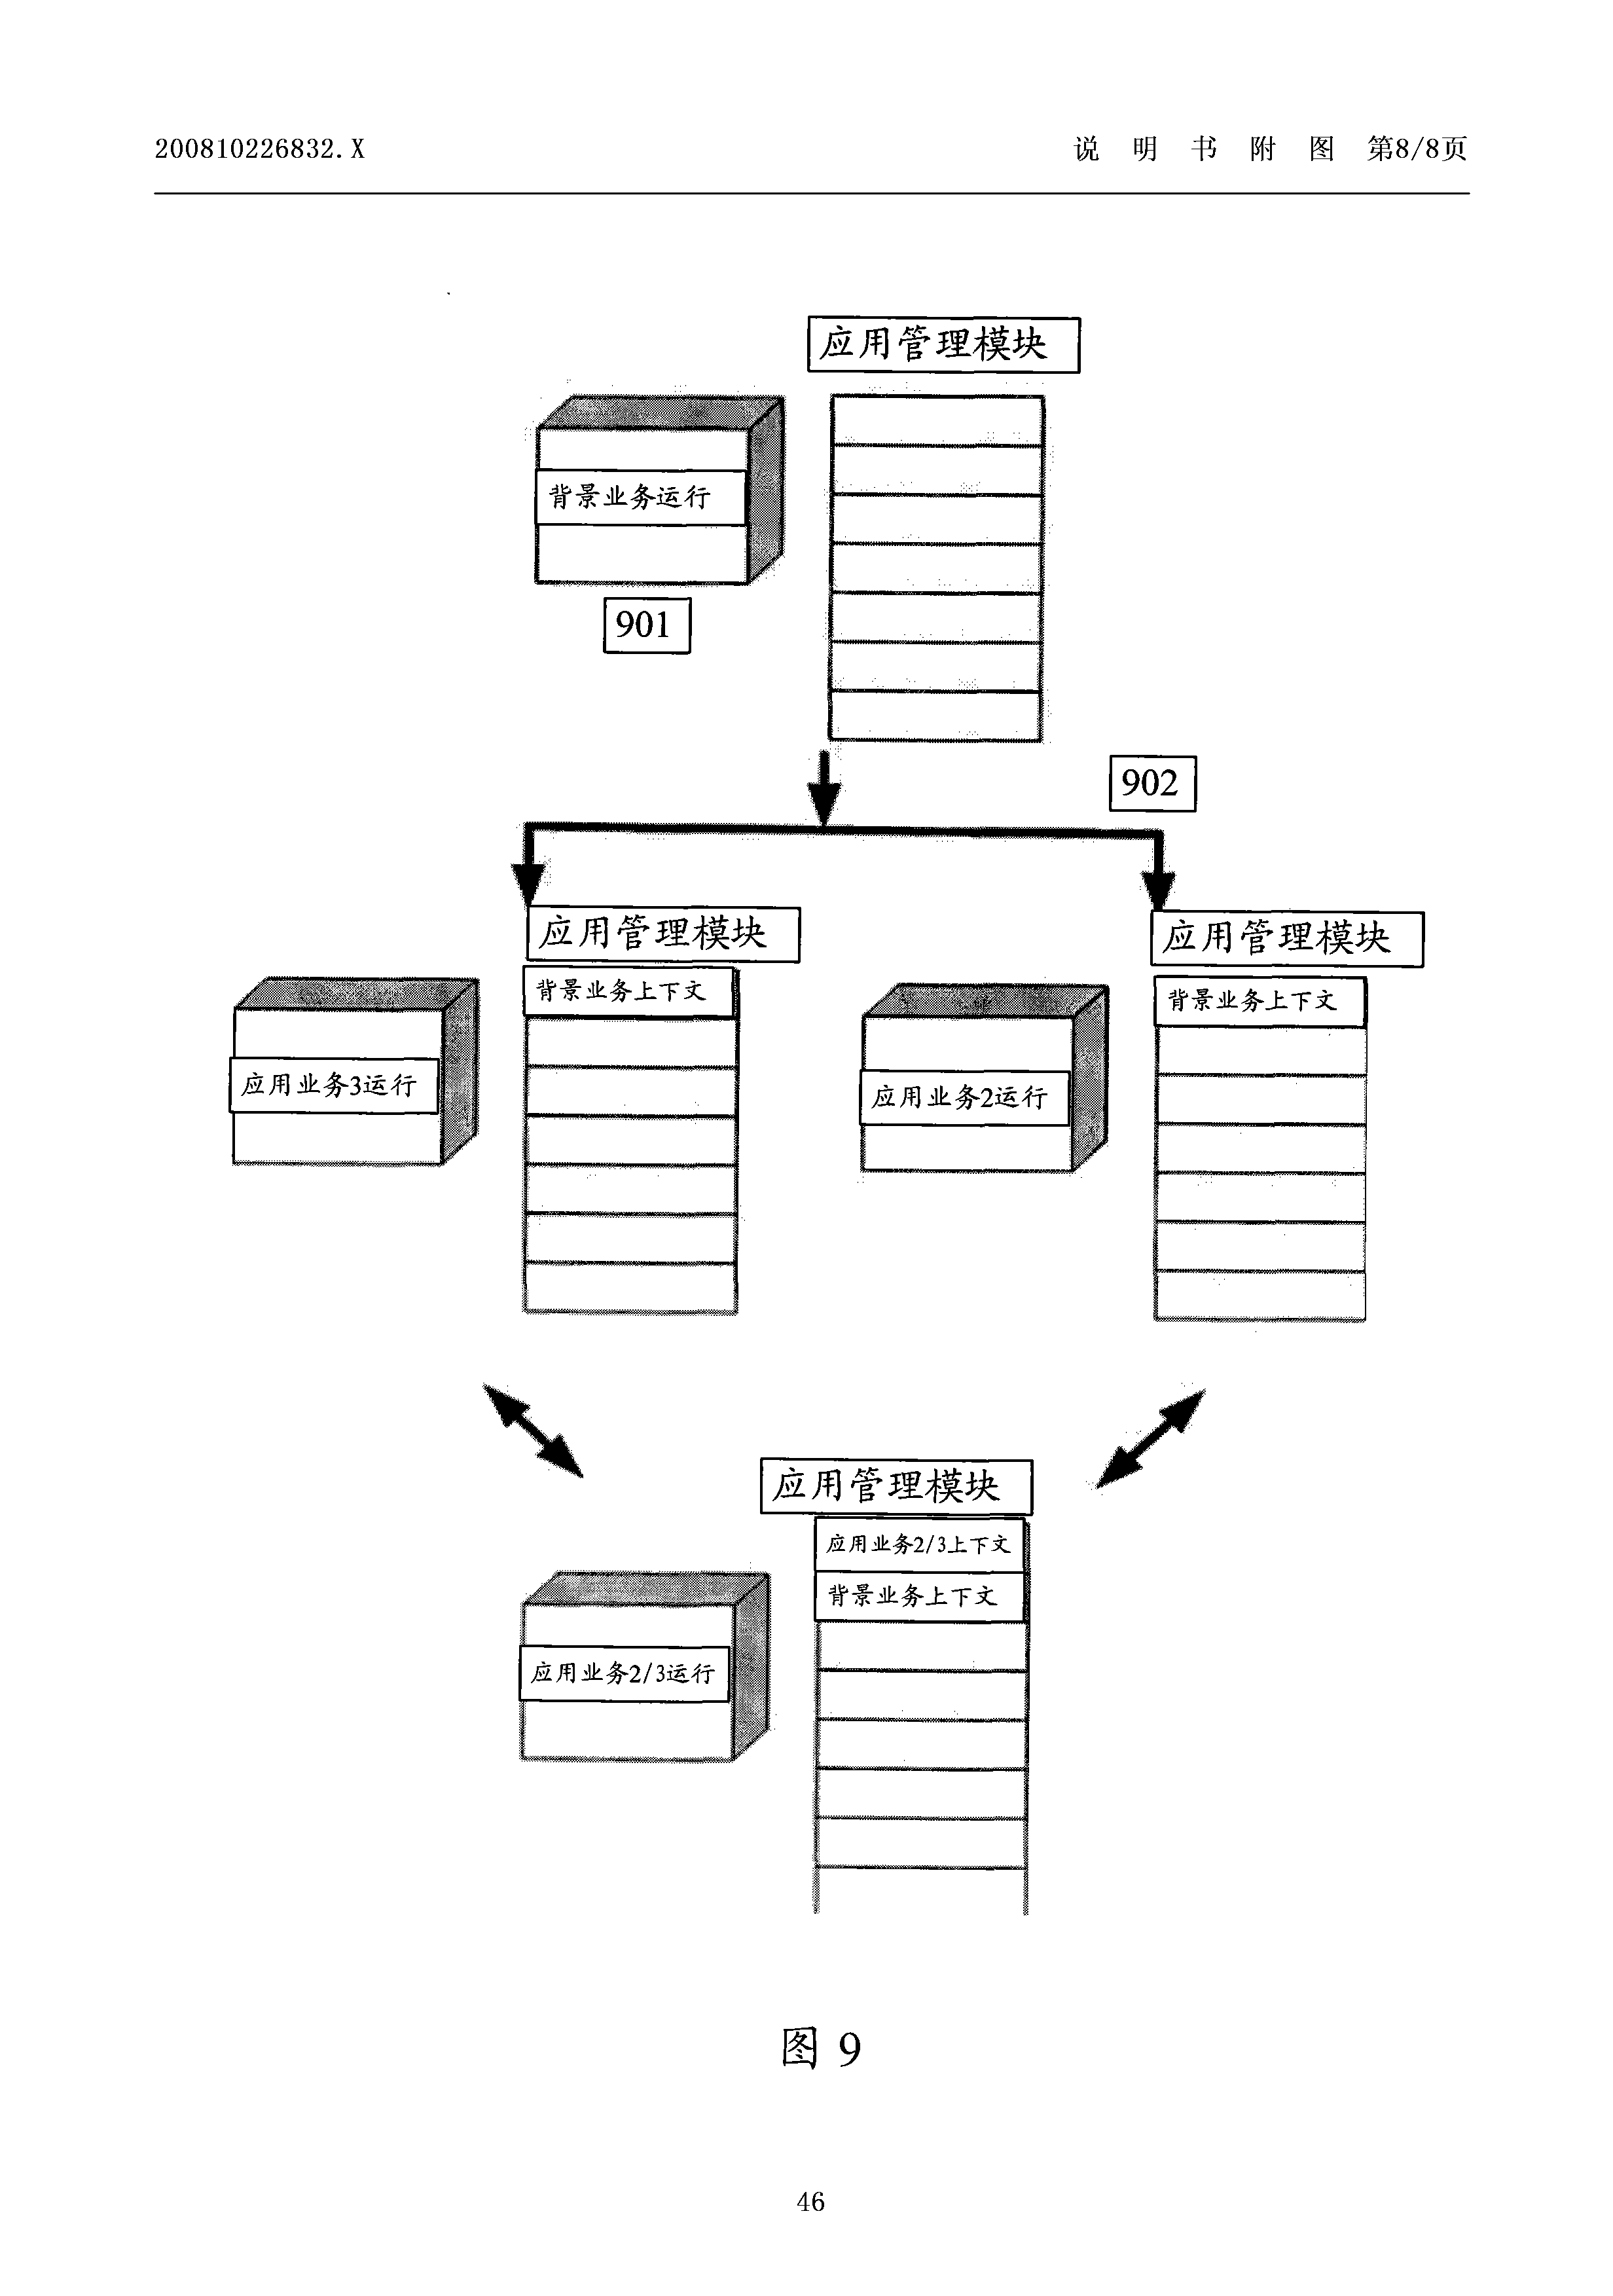 200810226832.X
说 明 书 附 图 第8/8页
应用管理模块
背景业务运行
901
902
应用管理模块
背景业务上下文
应用业务3运行
应用管理模块
背景业务上下文
应用业务2运行
应用管理模块
应用业务2/3上下文
背景业务上下文
应用业务2/3运行
图 9
46